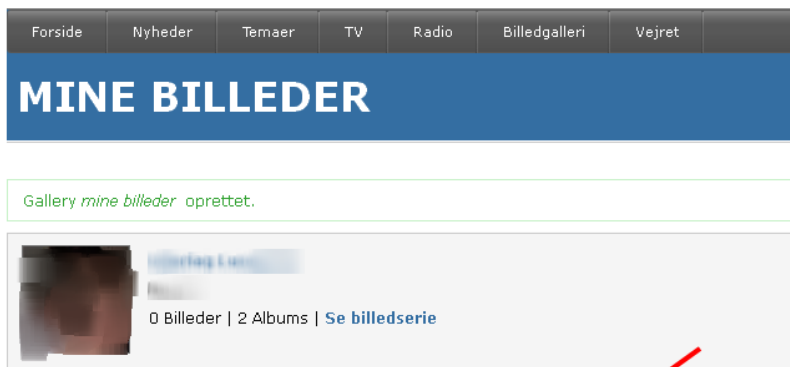 Forside Nyheder Temaer TV Radio Billedgalleri Vejret
MINE BILLEDER
Gallery mine billeder oprettet.
0 Billeder | 2 Albums | Se billedserie